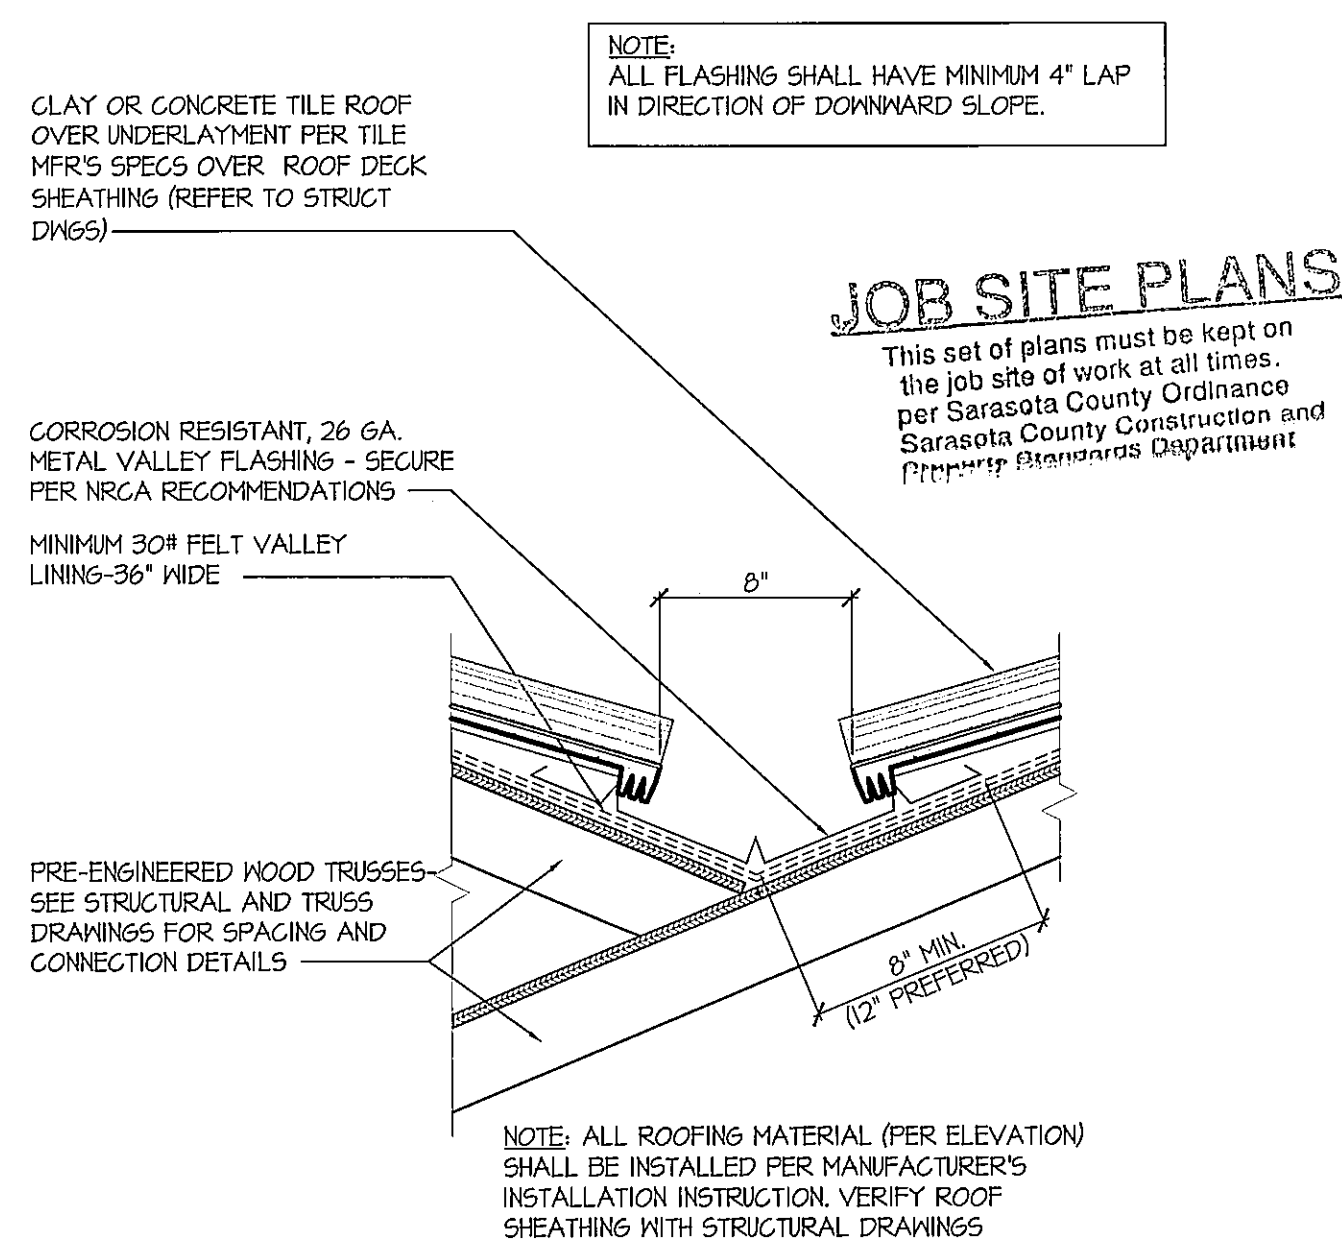 NOTE:
ALL FLASHING SHALL HAVE MINIMUM 4" LAP
IN DIRECTION OF DOWNWARD SLOPE.
CLAY OR CONCRETE TILE ROOF
OVER UNDERLAYMENT PER TILE
MFR'S SPECS OVER ROOF DECK
SHEATHING (REFER TO STRUCT
DWGS)
JOB SITE PLANS
This set of plans must be kept on
the job site of work at all times.
per Sarasota County Ordinance
Sarasota County Construction and
Property Standards Department
CORROSION RESISTANT, 26 GA.
METAL VALLEY FLASHING - SECURE
PER NRCA RECOMMENDATIONS
MINIMUM 30# FELT VALLEY
LINING-36" WIDE
8"
PRE-ENGINEERED WOOD TRUSSES-
SEE STRUCTURAL AND TRUSS
DRAWINGS FOR SPACING AND
CONNECTION DETAILS
8" MIN.
(12" PREFERRED)
NOTE: ALL ROOFING MATERIAL (PER ELEVATION)
SHALL BE INSTALLED PER MANUFACTURER'S
INSTALLATION INSTRUCTION. VERIFY ROOF
SHEATHING WITH STRUCTURAL DRAWINGS